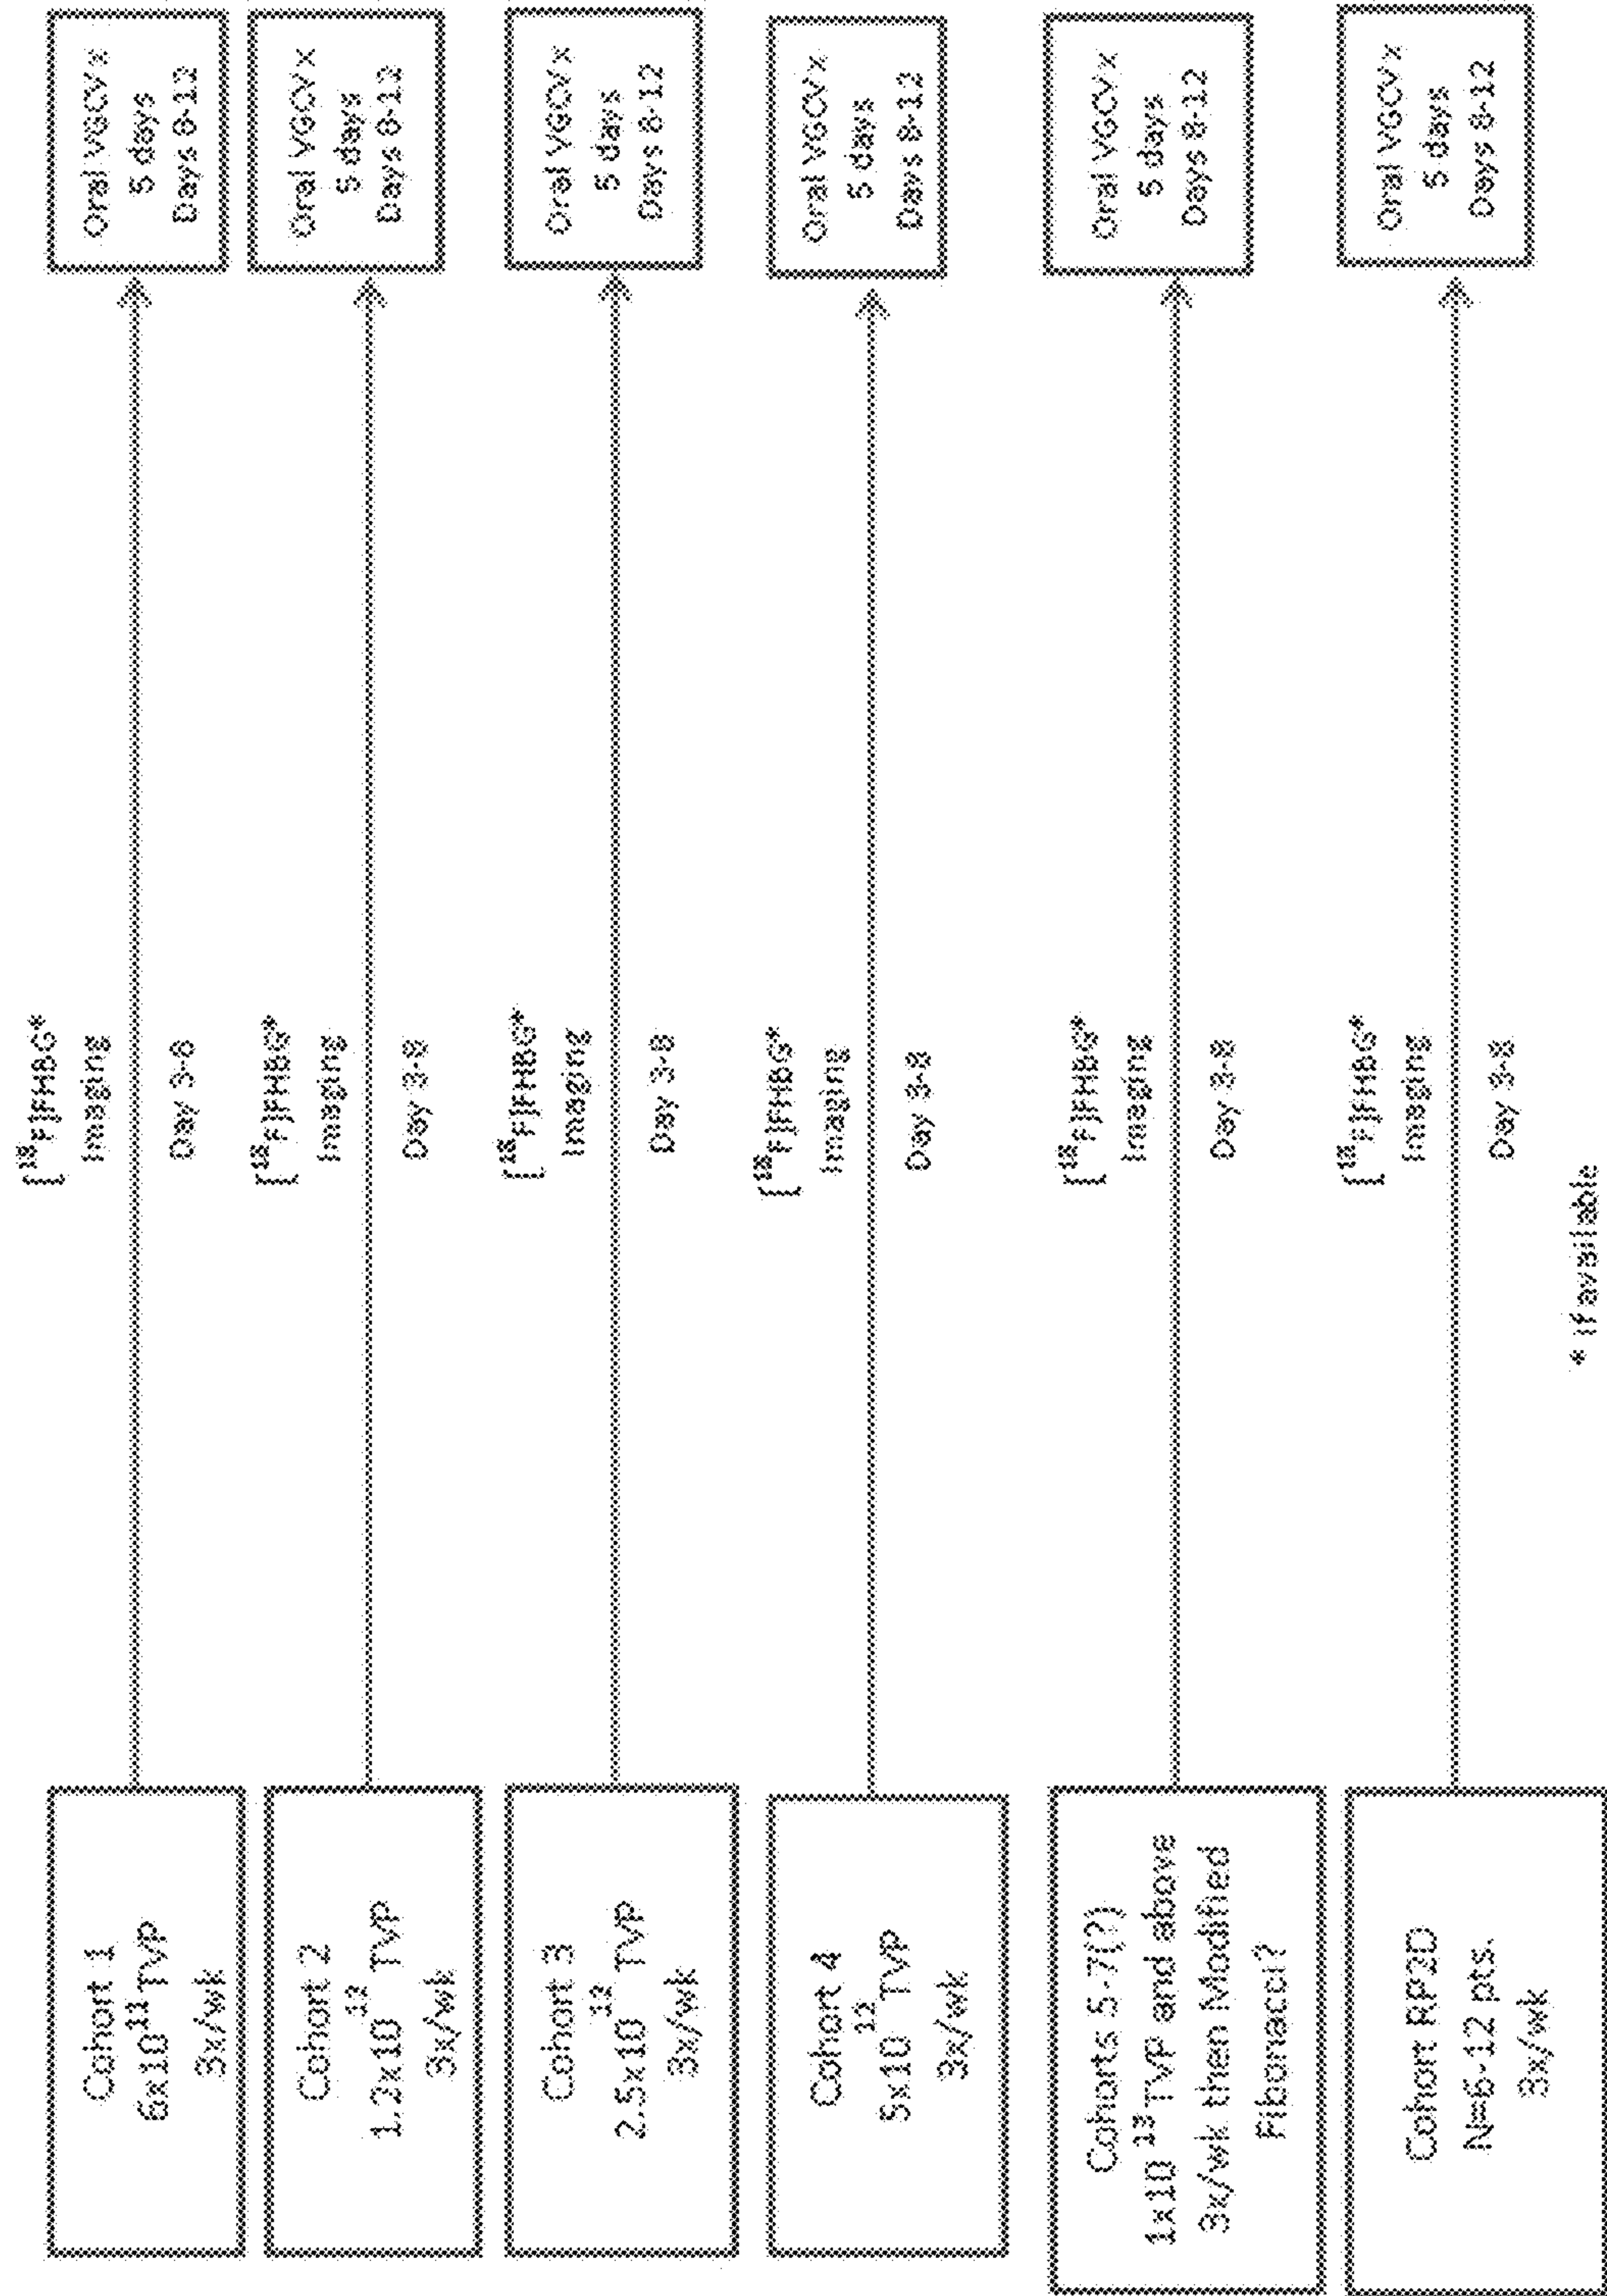 Cohort 1
6x10¹¹ TVP
3x/wk
[¹⁸F]FHBG*
Imaging
Day 3-8
Oral VGCV x
5 days
Days 8-12
Cohort 2
1.2x10¹² TVP
3x/wk
[¹⁸F]FHBG*
Imaging
Day 3-8
Oral VGCV x
5 days
Days 8-12
Cohort 3
2.5x10¹² TVP
3x/wk
[¹⁸F]FHBG*
Imaging
Day 3-8
Oral VGCV x
5 days
Days 8-12
Cohort 4
5x10¹² TVP
3x/wk
[¹⁸F]FHBG*
Imaging
Day 3-8
Oral VGCV x
5 days
Days 8-12
Cohorts 5-7(?)
1x10¹³ TVP and above
3x/wk then Modified
Fibonacci?
[¹⁸F]FHBG*
Imaging
Day 3-8
Oral VGCV x
5 days
Days 8-12
Cohort RP2D
N=6-12 pts.
3x/wk
[¹⁸F]FHBG*
Imaging
Day 3-8
Oral VGCV x
5 days
Days 8-12
* if available